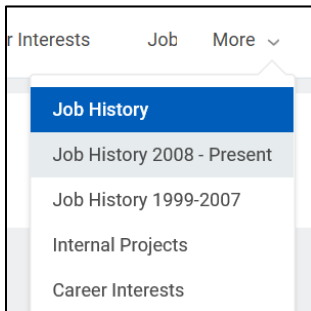 r Interests Job More
Job History
Job History 2008 - Present
Job History 1999-2007
Internal Projects
Career Interests